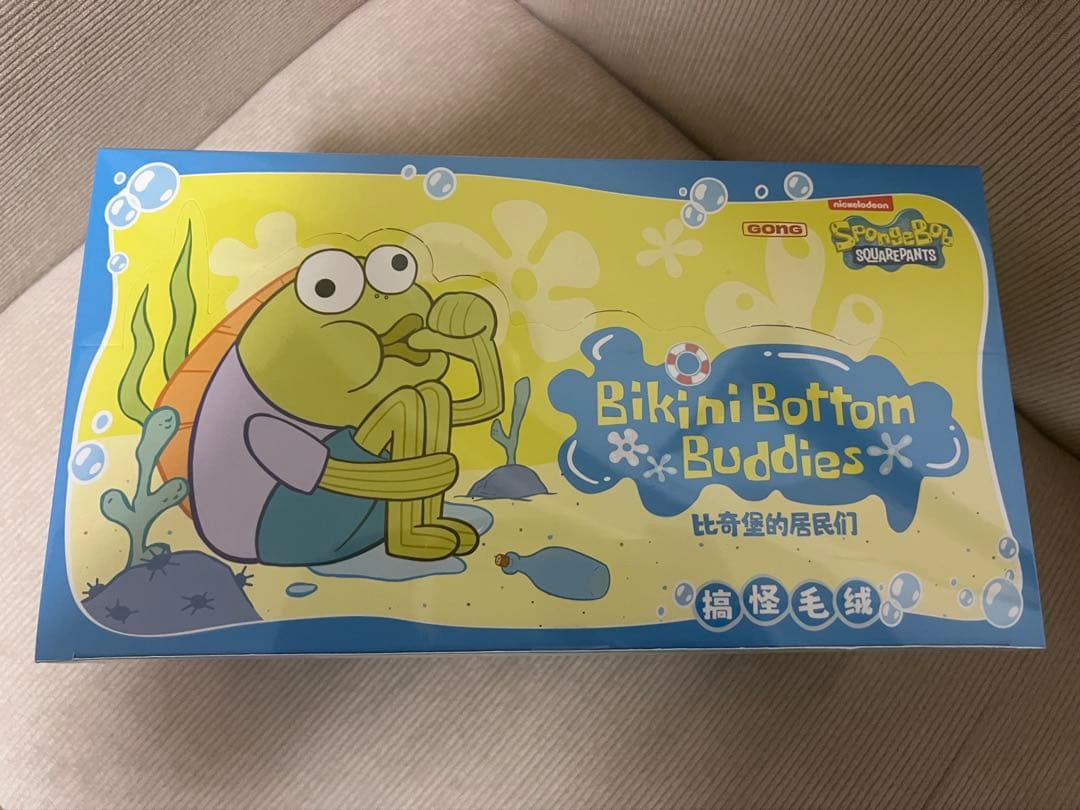 nickelodeon
GONG
SpongeBob
SQUAREPANTS
Bikini Bottom
Buddies
比奇堡的居民们
搞怪毛绒